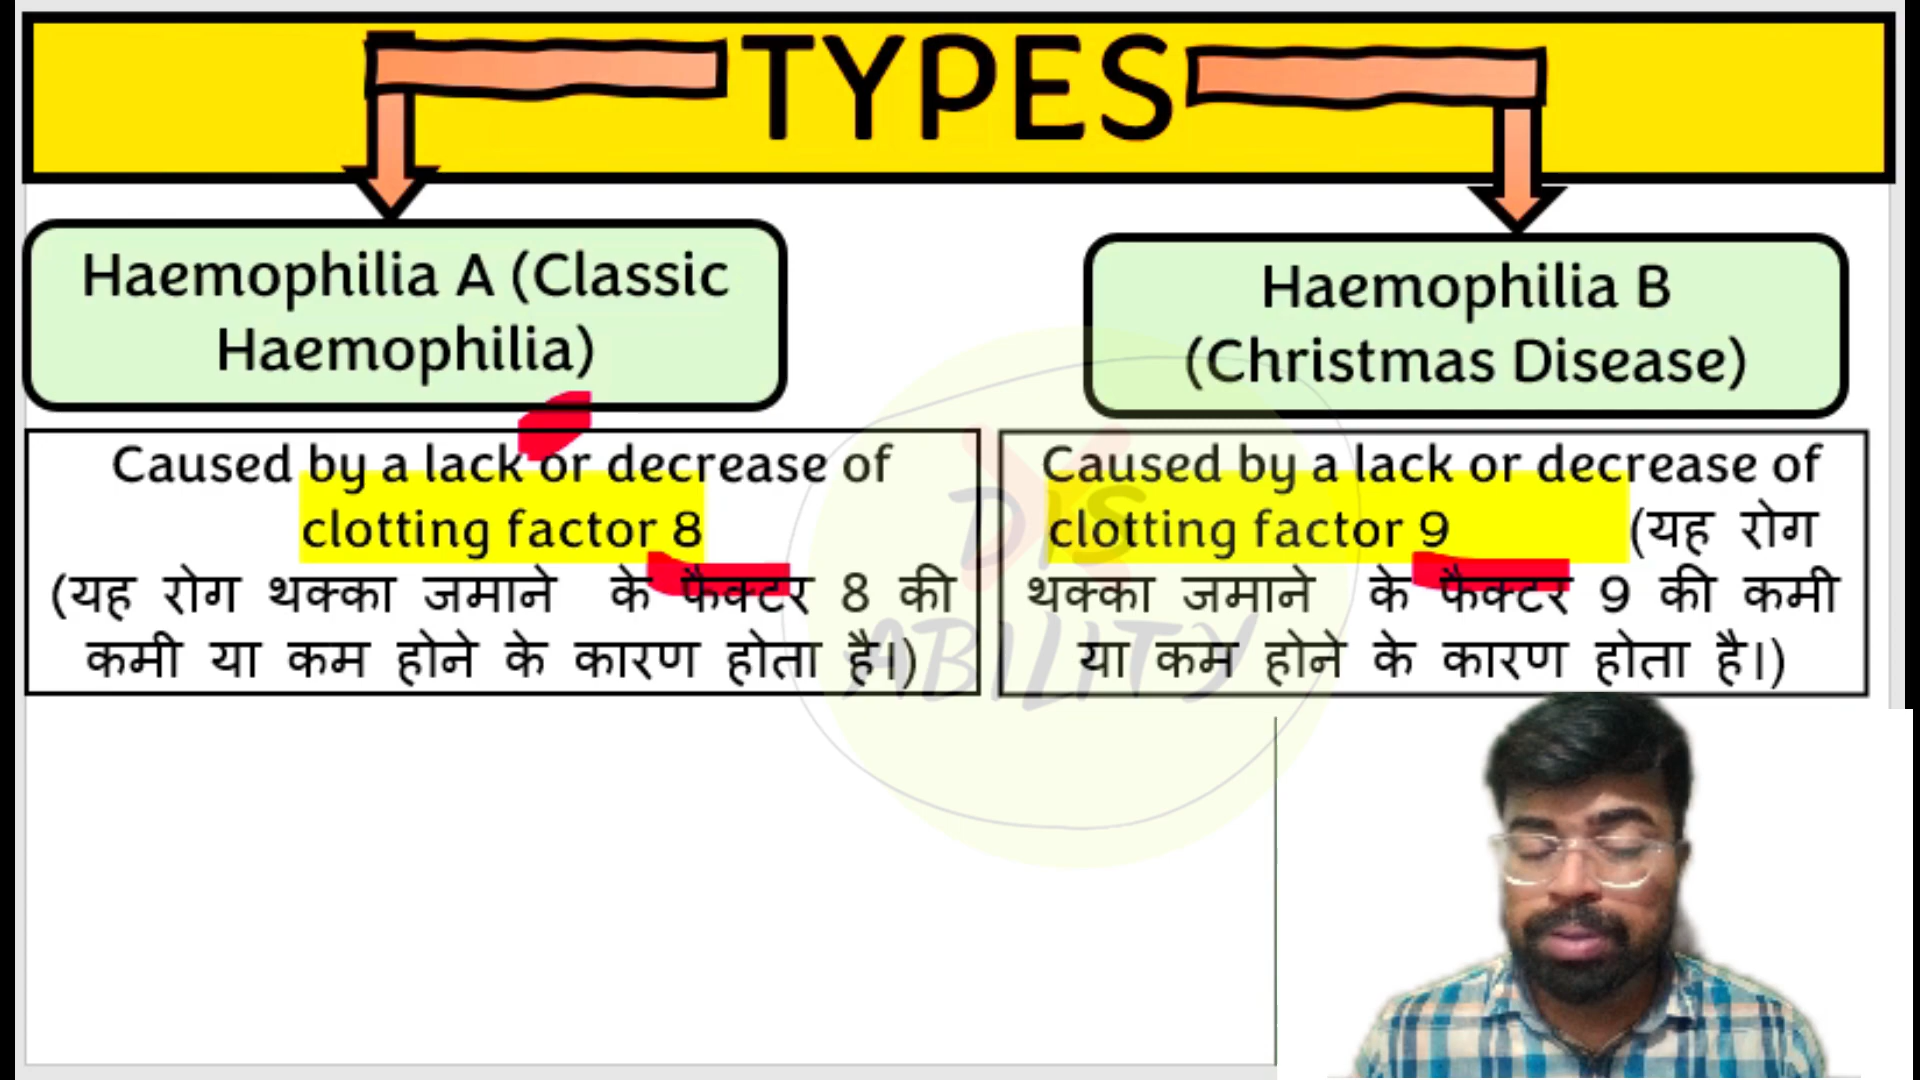 TYPES
Haemophilia A (Classic
Haemophilia)
Haemophilia B
(Christmas Disease)
Caused by a lack or decrease of
clotting factor 8
(यह रोग थक्का जमाने के फैक्टर 8 की
कमी या कम होने के कारण होता है।)
Caused by a lack or decrease of
clotting factor 9 (यह रोग
थक्का जमाने के फैक्टर 9 की कमी
या कम होने के कारण होता है।)
DIS
ABILITY